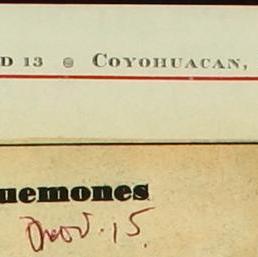 D 13 @ COYOHUACAN,
uemones
Nov. 15.